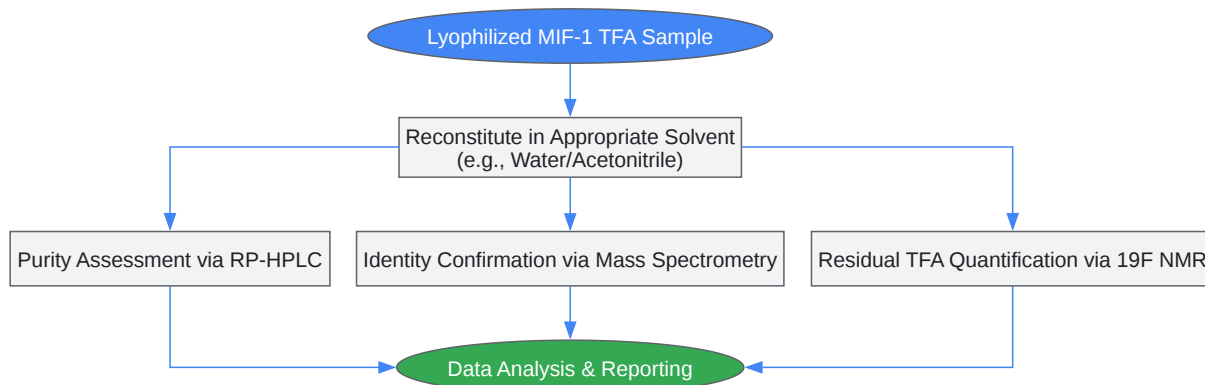 Lyophilized MIF-1 TFA Sample
Reconstitute in Appropriate Solvent
(e.g., Water/Acetonitrile)
Purity Assessment via RP-HPLC
Identity Confirmation via Mass Spectrometry
Residual TFA Quantification via 19F NMR
Data Analysis & Reporting